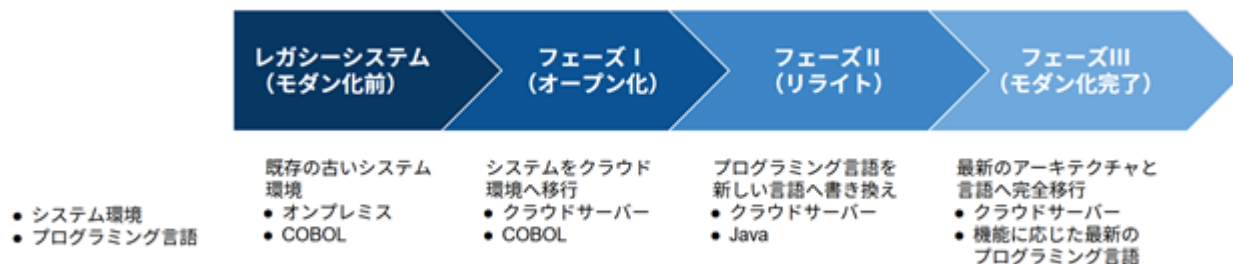 レガシーシステム
（モダン化前）
フェーズⅠ
（オープン化）
フェーズⅡ
（リライト）
フェーズIII
（モダン化完了）
● システム環境
● プログラミング言語
既存の古いシステム
環境
● オンプレミス
● COBOL
システムをクラウド
環境へ移行
● クラウドサーバー
● COBOL
プログラミング言語を
新しい言語へ書き換え
● クラウドサーバー
● Java
最新のアーキテクチャと
言語へ完全移行
● クラウドサーバー
● 機能に応じた最新の
プログラミング言語